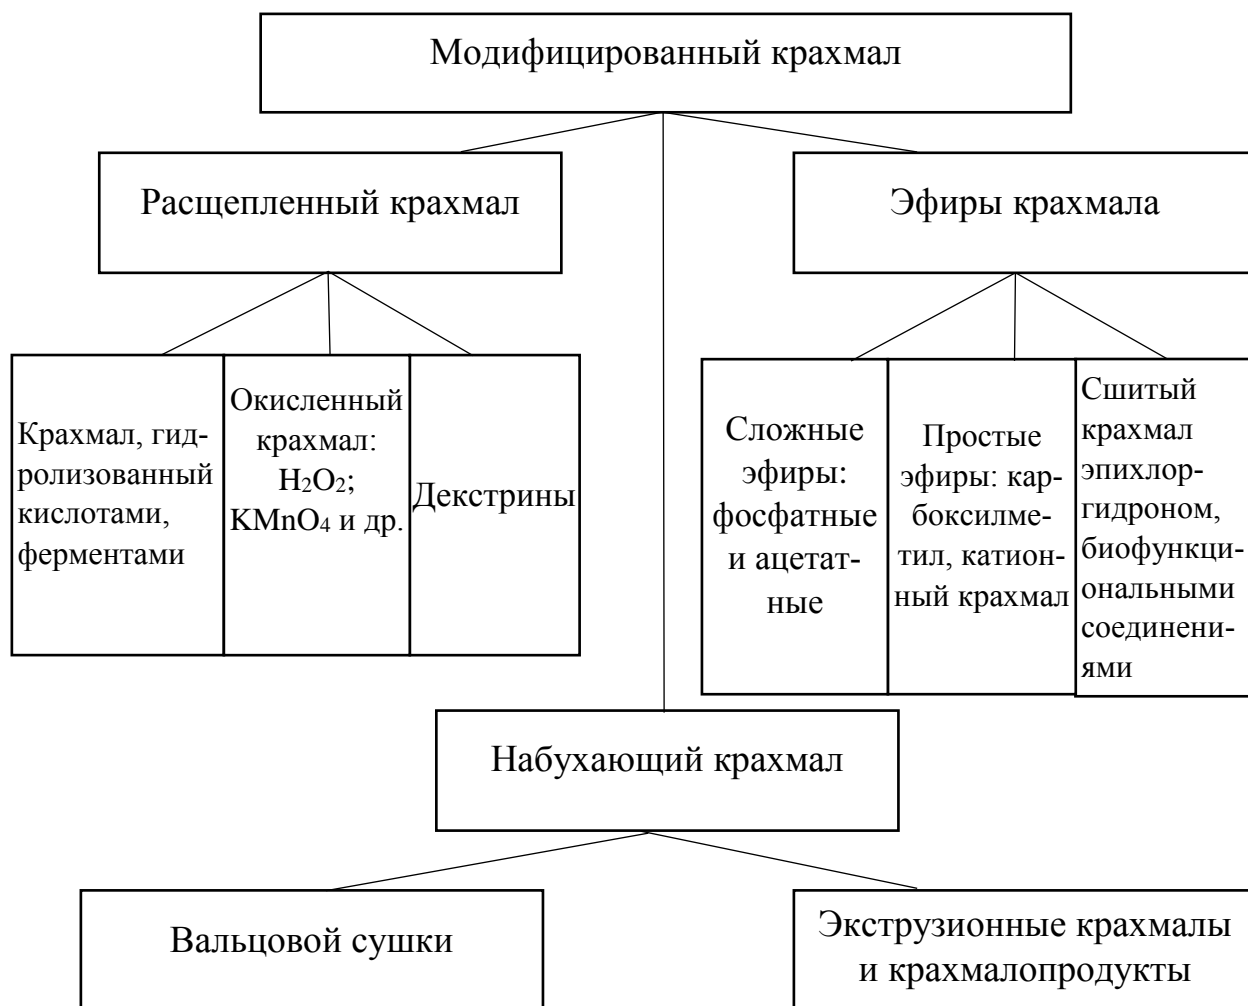 Модифицированный крахмал
Расщепленный крахмал
Эфиры крахмала
Крахмал, гид-
ролизованный
кислотами,
ферментами
Окисленный
крахмал:
H₂O₂;
KMnO₄ и др.
Декстрины
Сложные
эфиры:
фосфатные
и ацетат-
ные
Простые
эфиры: кар-
боксилме-
тил, катион-
ный крахмал
Сшитый
крахмал
эпихлор-
гидроном,
биофункци-
ональными
соединени-
ями
Набухающий крахмал
Вальцовой сушки
Экструзионные крахмалы
и крахмалопродукты